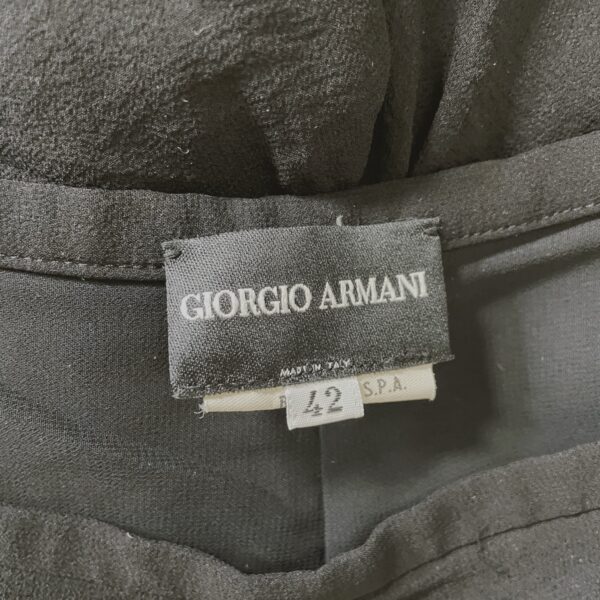 GIORGIO ARMANI
MADE IN ITALY
S.P.A.
42